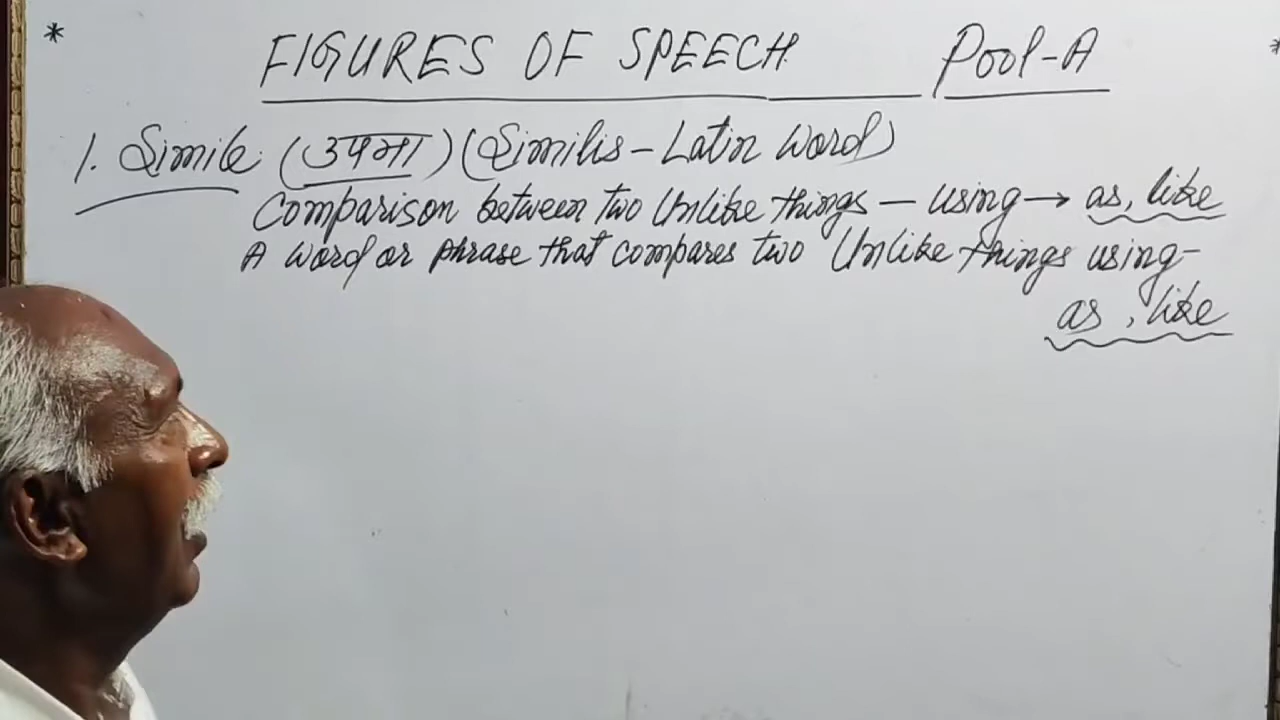 * FIGURES OF SPEECH Pool-A *
1. Simile (उपमा) (Similis - Latin Word)
Comparison between two Unlike things - using → as, like
A word or phrase that compares two Unlike things using -
as, like